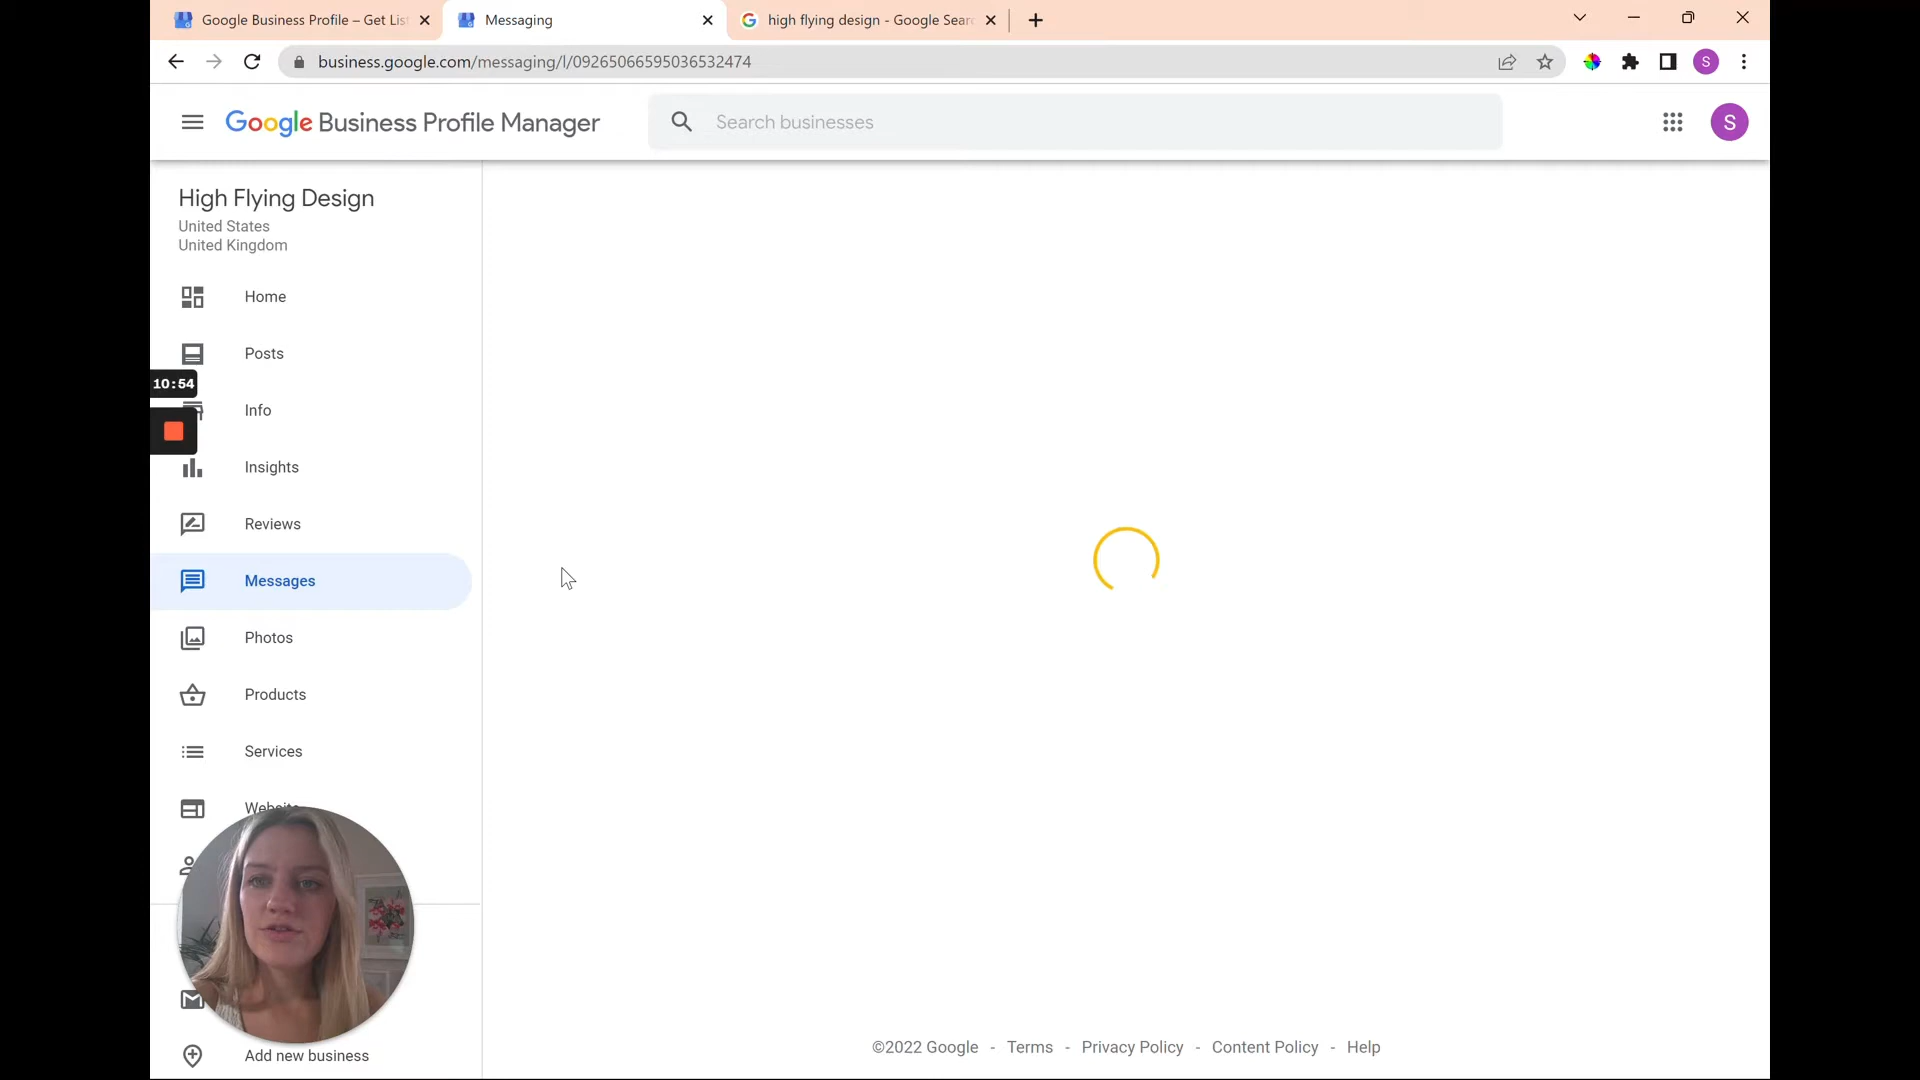 Google Business Profile – Get Lis
Messaging
high flying design - Google Sear
business.google.com/messaging/l/09265066595036532474
S
Google Business Profile Manager
Search businesses
S
High Flying Design
United States
United Kingdom
Home
Posts
10:54
Info
Insights
Reviews
Messages
Photos
Products
Services
Website
Add new business
©2022 Google - Terms - Privacy Policy - Content Policy - Help